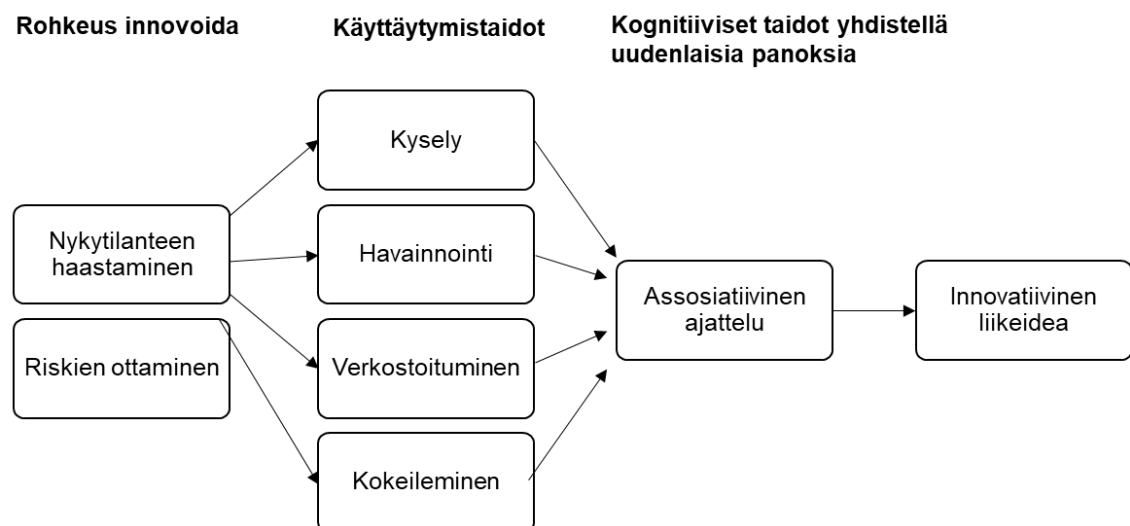 Rohkeus innovoida
Käyttäytymistaidot
Kognitiiviset taidot yhdistellä
uudenlaisia panoksia
Nykytilanteen
haastaminen
Riskien ottaminen
Kysely
Havainnointi
Verkostoituminen
Kokeileminen
Assosiatiivinen
ajattelu
Innovatiivinen
liikeidea